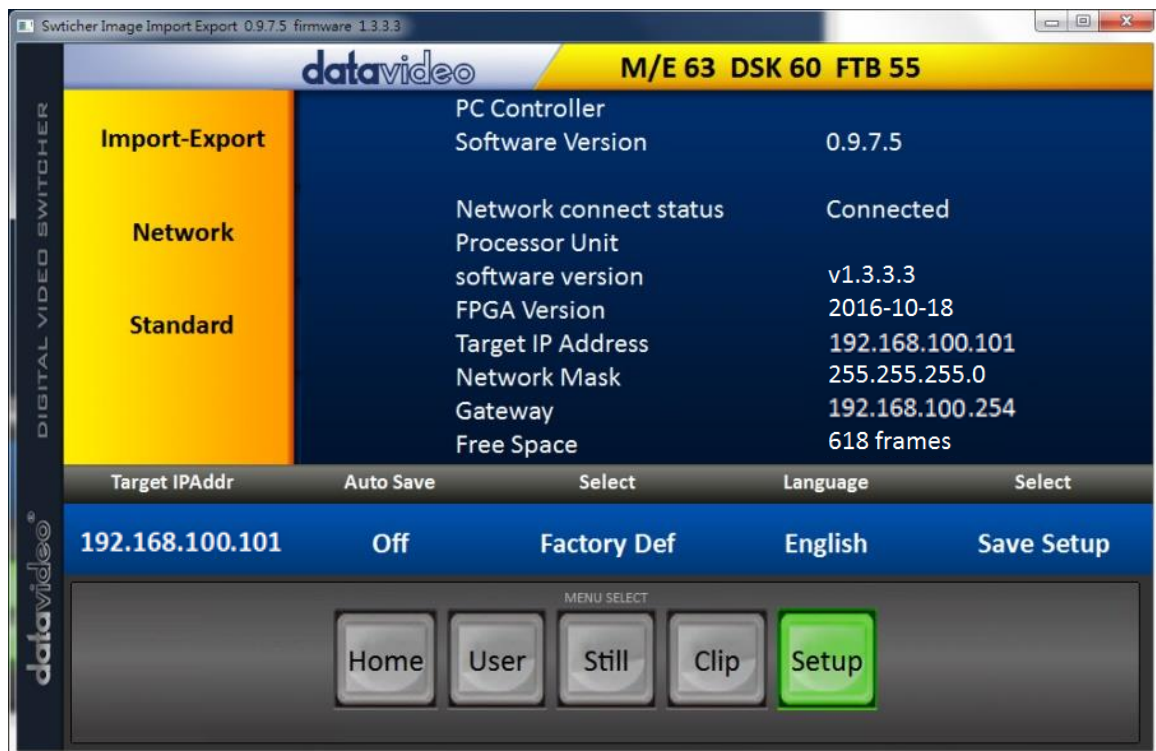 Swticher Image Import Export 0.9.7.5 firmware 1.3.3.3
datavideo M/E 63 DSK 60 FTB 55
DIGITAL VIDEO SWITCHER
datavideo®
Import-Export
Network
Standard
PC Controller
Software Version 0.9.7.5
Network connect status Connected
Processor Unit
software version v1.3.3.3
FPGA Version 2016-10-18
Target IP Address 192.168.100.101
Network Mask 255.255.255.0
Gateway 192.168.100.254
Free Space 618 frames
Target IPAddr Auto Save Select Language Select
192.168.100.101 Off Factory Def English Save Setup
MENU SELECT
Home User Still Clip Setup